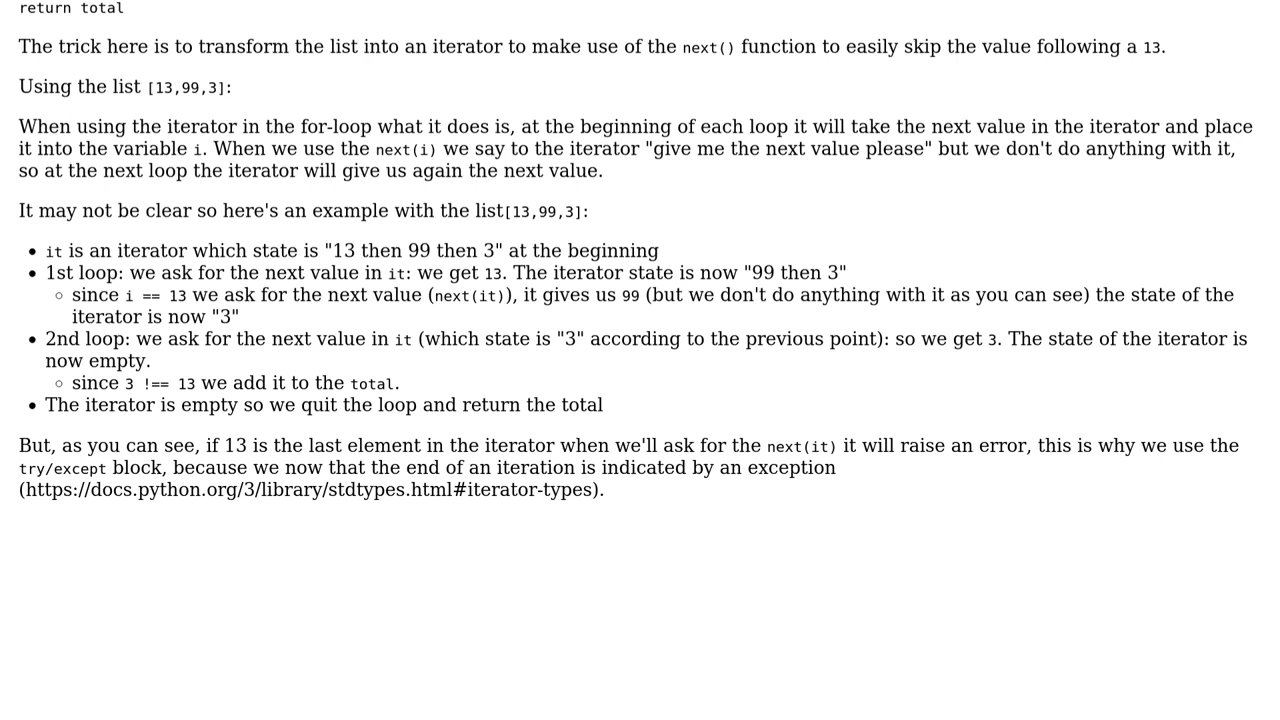 return total
The trick here is to transform the list into an iterator to make use of the next() function to easily skip the value following a 13.
Using the list [13,99,3]:
When using the iterator in the for-loop what it does is, at the beginning of each loop it will take the next value in the iterator and place
it into the variable i. When we use the next(i) we say to the iterator "give me the next value please" but we don't do anything with it,
so at the next loop the iterator will give us again the next value.
It may not be clear so here's an example with the list[13,99,3]:
• it is an iterator which state is "13 then 99 then 3" at the beginning
• 1st loop: we ask for the next value in it: we get 13. The iterator state is now "99 then 3"
◦ since i == 13 we ask for the next value (next(it)), it gives us 99 (but we don't do anything with it as you can see) the state of the
iterator is now "3"
• 2nd loop: we ask for the next value in it (which state is "3" according to the previous point): so we get 3. The state of the iterator is
now empty.
◦ since 3 !== 13 we add it to the total.
• The iterator is empty so we quit the loop and return the total
But, as you can see, if 13 is the last element in the iterator when we'll ask for the next(it) it will raise an error, this is why we use the
try/except block, because we now that the end of an iteration is indicated by an exception
(https://docs.python.org/3/library/stdtypes.html#iterator-types).